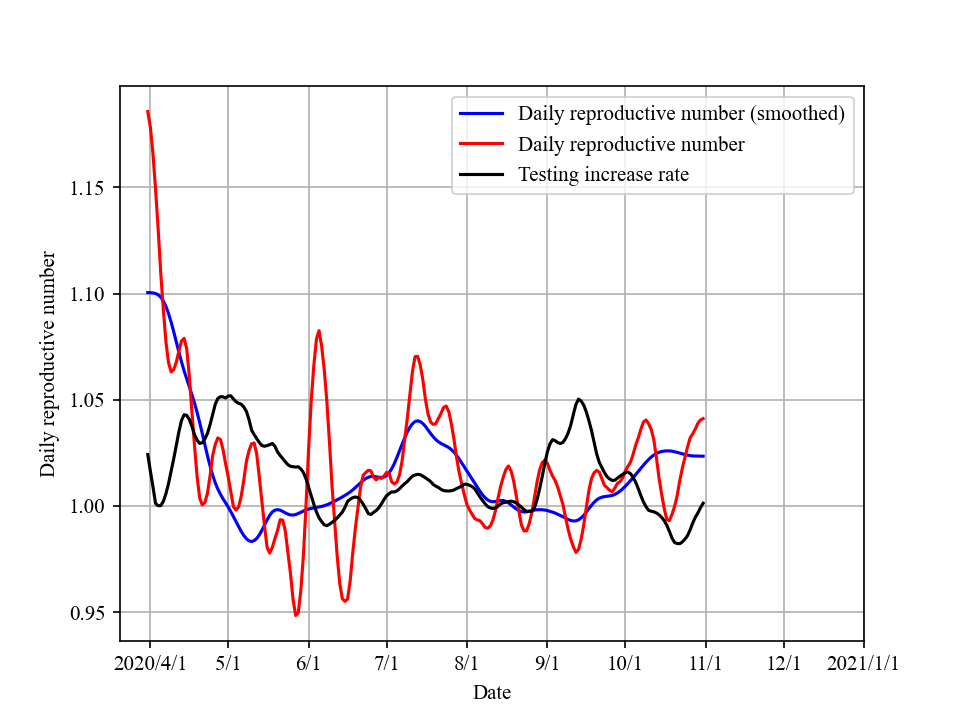 Daily reproductive number (smoothed)
Daily reproductive number
Testing increase rate
Daily reproductive number
1.15
1.10
1.05
1.00
0.95
2020/4/1 5/1 6/1 7/1 8/1 9/1 10/1 11/1 12/1 2021/1/1
Date